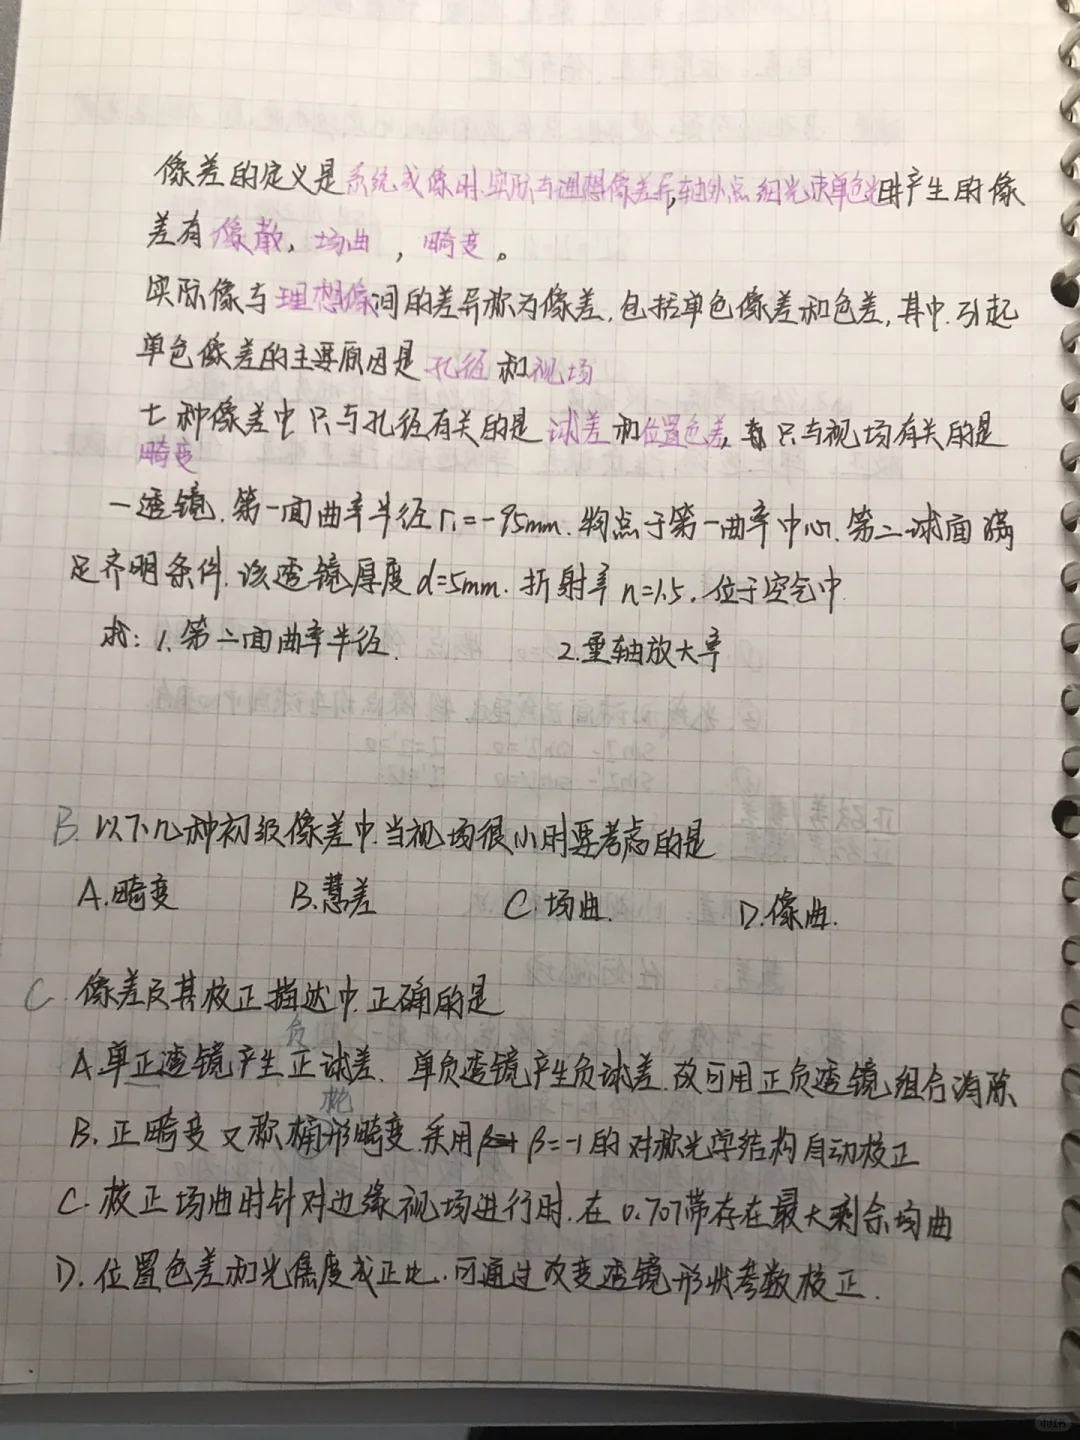 像差的定义是系统成像时实际与理想像差异,轴外点细光束单色光时产生的像
差有像散,场曲,畸变。
实际像与理想像间的差异称为像差,包括单色像差和色差,其中.引起
单色像差的主要原因是孔径和视场
七种像差中只与孔径有关的是球差和位置色差,只与视场有关的是
畸变
一透镜.第一面曲率半径r₁=-95mm.物点于第一曲率中心.第二球面满
足齐明条件.该透镜厚度d=5mm.折射率n=1.5.位于空气中
求:1.第二面曲率半径. 2.垂轴放大率
B.以下几种初级像差中.当视场很小时要考虑的是
A.畸变 B.慧差 C.场曲. D.像曲.
C.像差及其校正描述中.正确的是
负
A.单正透镜产生正球差、单负透镜产生负球差.故可用正负透镜组合消除
枕
B.正畸变又称桶形畸变.采用β=-1的对称光学结构自动校正
C.校正场曲时针对边缘视场进行时.在0.707带存在最大剩余场曲
D.位置色差和光焦度成正比.可通过改变透镜形状参数校正.